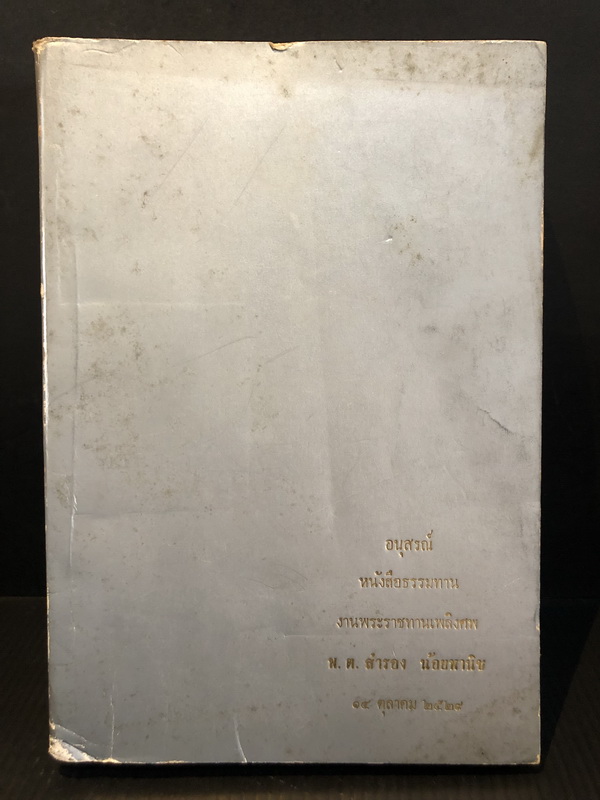 อนุสรณ์
หนังสือธรรมทาน
งานพระราชทานเพลิงศพ
พ. ต. สำรอง น้อยมานิช
๑๔ ตุลาคม ๒๕๒๙